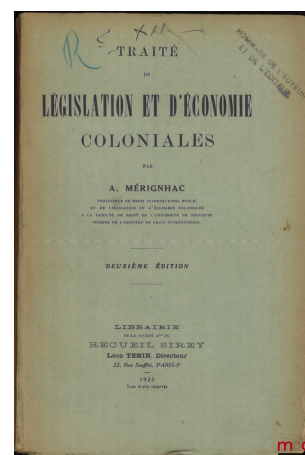 R
HOMMAGE DE L'AUTEUR
ET DE L'ÉDITEUR
TRAITÉ
DE
LÉGISLATION ET D'ÉCONOMIE
COLONIALES
PAR
A. MÉRIGNHAC
PROFESSEUR DE DROIT INTERNATIONAL PUBLIC
ET DE LÉGISLATION ET D'ÉCONOMIE COLONIALES
A LA FACULTÉ DE DROIT DE L'UNIVERSITÉ DE TOULOUSE
MEMBRE DE L'INSTITUT DE DROIT INTERNATIONAL
DEUXIÈME ÉDITION
LIBRAIRIE
DE LA SOCIÉTÉ Ame DU
RECUEIL SIREY
Léon TENIN, Directeur
22, Rue Soufflot, PARIS-5e
1925
Tous droits réservés